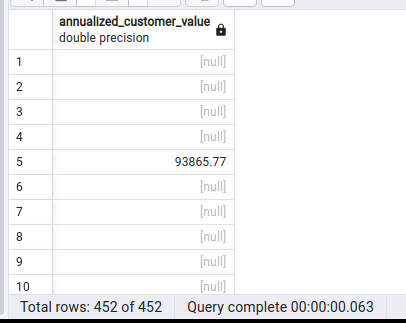 annualized_customer_value
double precision
1 [null]
2 [null]
3 [null]
4 [null]
5 93865.77
6 [null]
7 [null]
8 [null]
9 [null]
10 [null]
Total rows: 452 of 452 Query complete 00:00:00.063